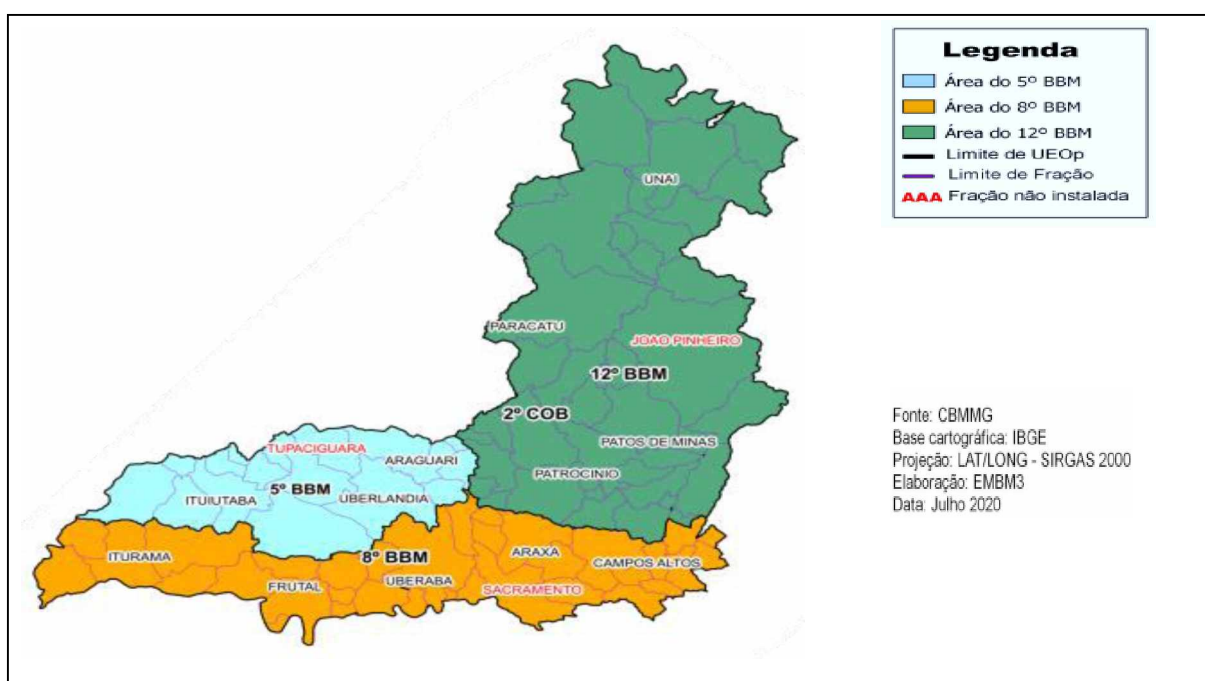 Legenda
Área do 5º BBM
Área do 8º BBM
Área do 12º BBM
Limite de UEOp
Limite de Fração
AAA Fração não instalada
UNAI
PARACATU
JOAO PINHEIRO
12º BBM
2º COB
PATOS DE MINAS
PATROCINIO
TUPACIGUARA
ARAGUARI
5º BBM
ITUIUTABA
UBERLANDIA
ITURAMA
8º BBM
ARAXA
CAMPOS ALTOS
FRUTAL
UBERABA
SACRAMENTO
Fonte: CBMMG
Base cartográfica: IBGE
Projeção: LAT/LONG - SIRGAS 2000
Elaboração: EMBM3
Data: Julho 2020